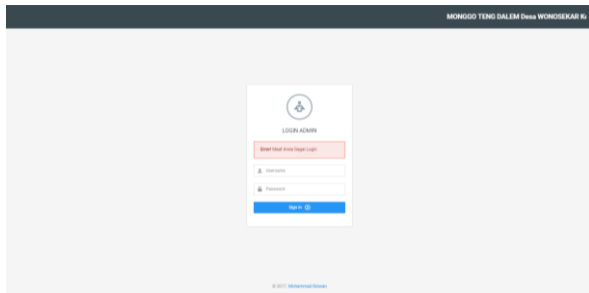 MONGGO TENG DALEM Desa WONOSEKAR K
LOGIN ADMIN
Error! Maaf Anda Gagal Login
Username
Password
Sign in
© 2017.